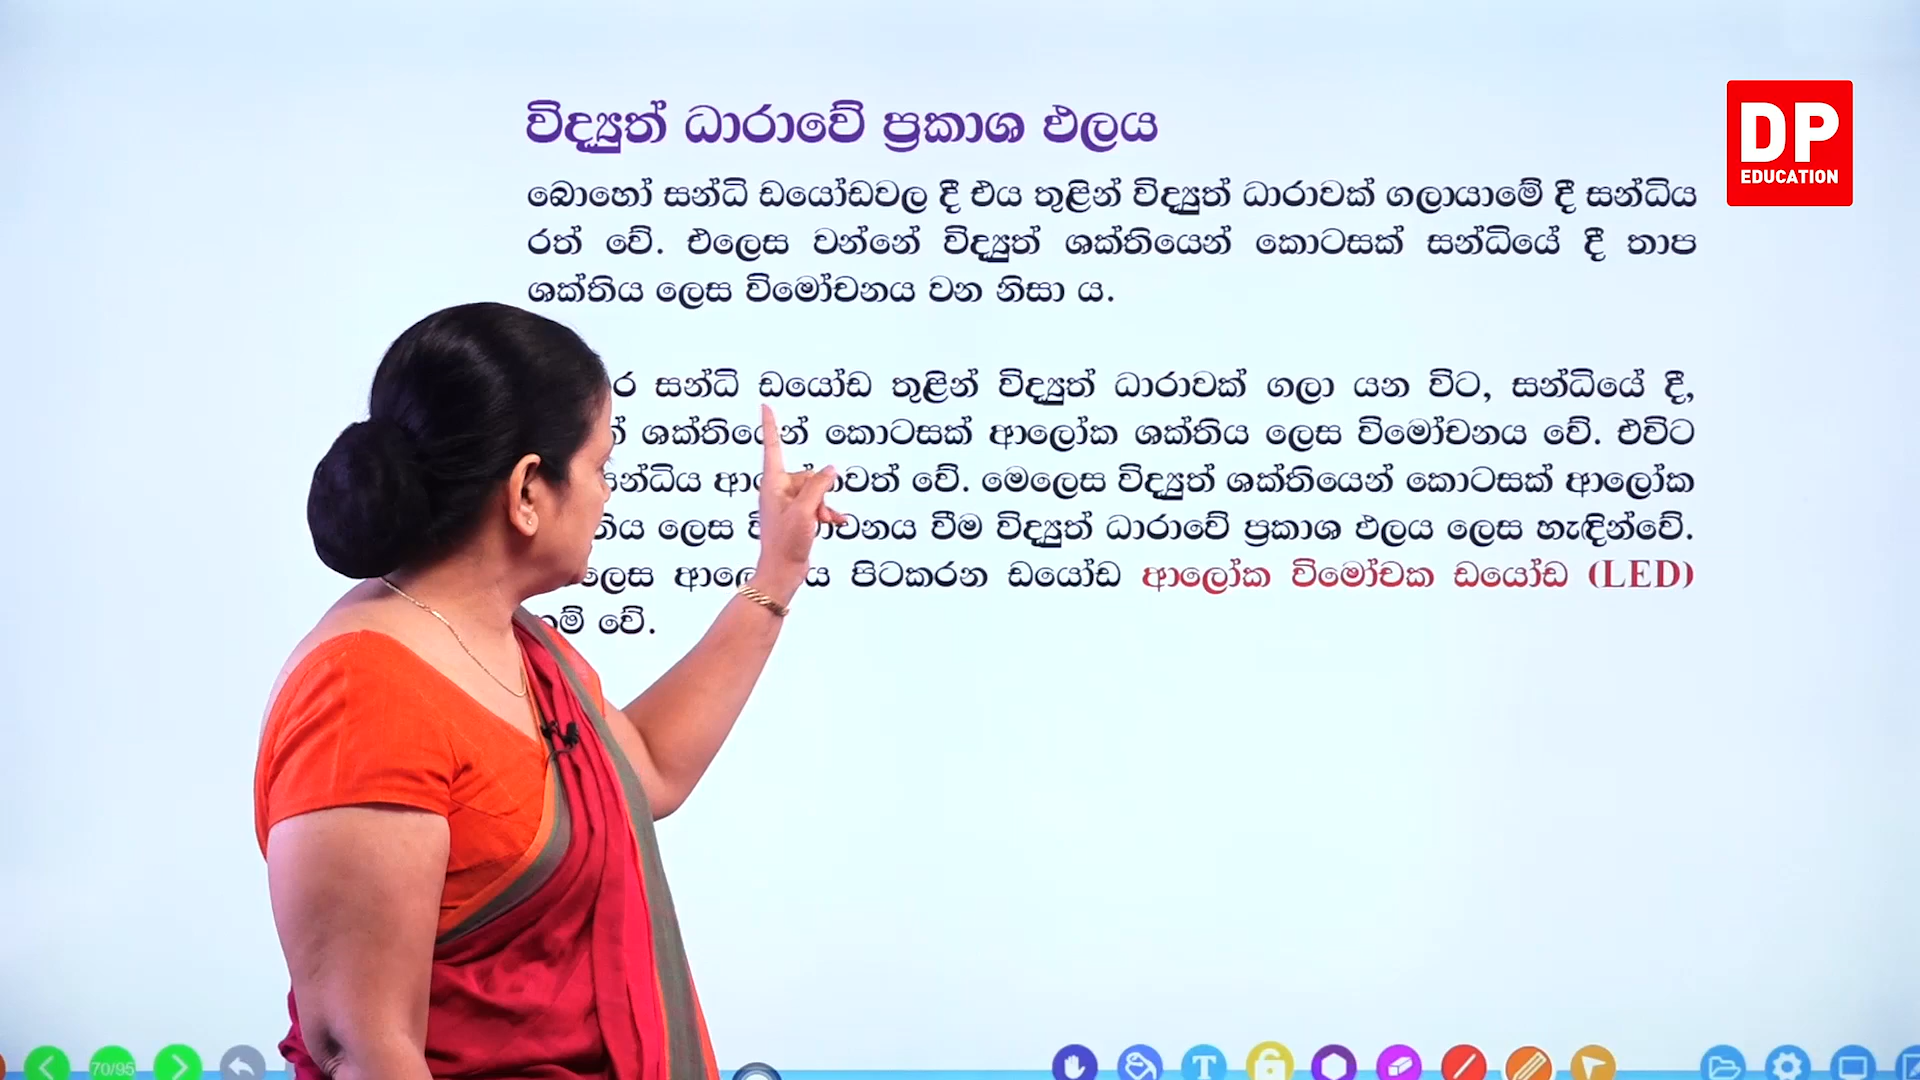 විද්‍යුත් ධාරාවේ ප්‍රකාශ ඵලය
බොහෝ සන්ධි ඩයෝඩවල දී එය තුළින් විද්‍යුත් ධාරාවක් ගලායාමේ දී සන්ධිය
රත් වේ. එලෙස වන්නේ විද්‍යුත් ශක්තියෙන් කොටසක් සන්ධියේ දී තාප
ශක්තිය ලෙස විමෝචනය වන නිසා ය.
සන්ධි ඩයෝඩ තුළින් විද්‍යුත් ධාරාවක් ගලා යන විට, සන්ධියේ දී,
ශක්තියෙන් කොටසක් ආලෝක ශක්තිය ලෙස විමෝචනය වේ. එවිට
වේ. මෙලෙස විද්‍යුත් ශක්තියෙන් කොටසක් ආලෝක
ලෙස වීම විද්‍යුත් ධාරාවේ ප්‍රකාශ ඵලය ලෙස හැඳින්වේ.
පිටකරන ඩයෝඩ ආලෝක විමෝචක ඩයෝඩ (LED)
වේ.
DP
EDUCATION
70/95